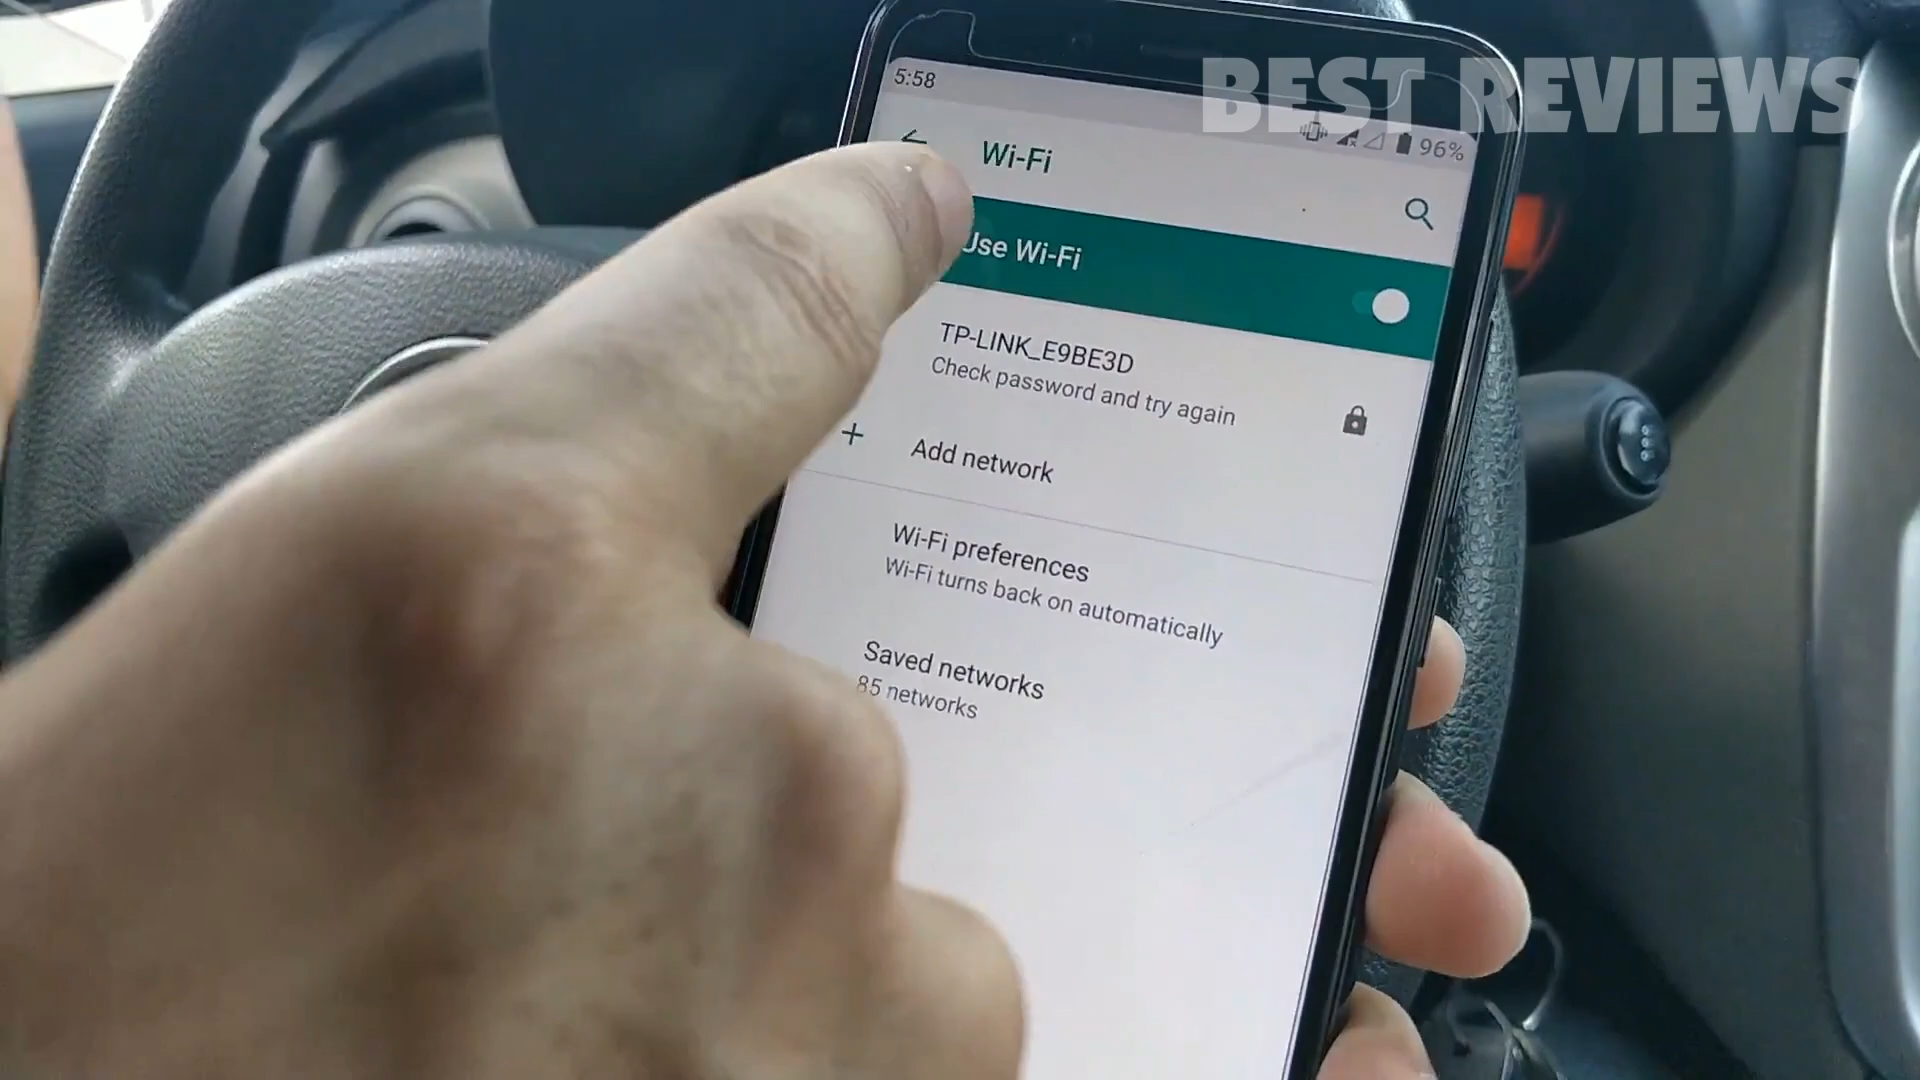 BEST REVIEWS
5:58
96%
Wi-Fi
Use Wi-Fi
TP-LINK_E9BE3D
Check password and try again
+ Add network
Wi-Fi preferences
Wi-Fi turns back on automatically
Saved networks
85 networks